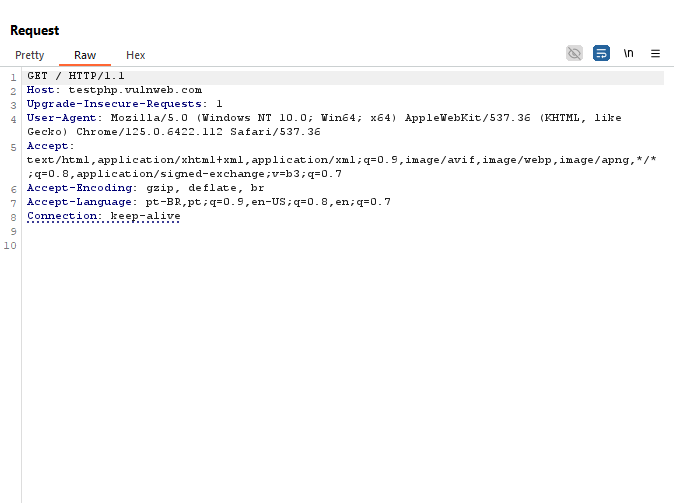 Request
Pretty Raw Hex
\n
1 GET / HTTP/1.1
2 Host: testphp.vulnweb.com
3 Upgrade-Insecure-Requests: 1
4 User-Agent: Mozilla/5.0 (Windows NT 10.0; Win64; x64) AppleWebKit/537.36 (KHTML, like
Gecko) Chrome/125.0.6422.112 Safari/537.36
5 Accept:
text/html,application/xhtml+xml,application/xml;q=0.9,image/avif,image/webp,image/apng,*/*
;q=0.8,application/signed-exchange;v=b3;q=0.7
6 Accept-Encoding: gzip, deflate, br
7 Accept-Language: pt-BR,pt;q=0.9,en-US;q=0.8,en;q=0.7
8 Connection: keep-alive
9
10